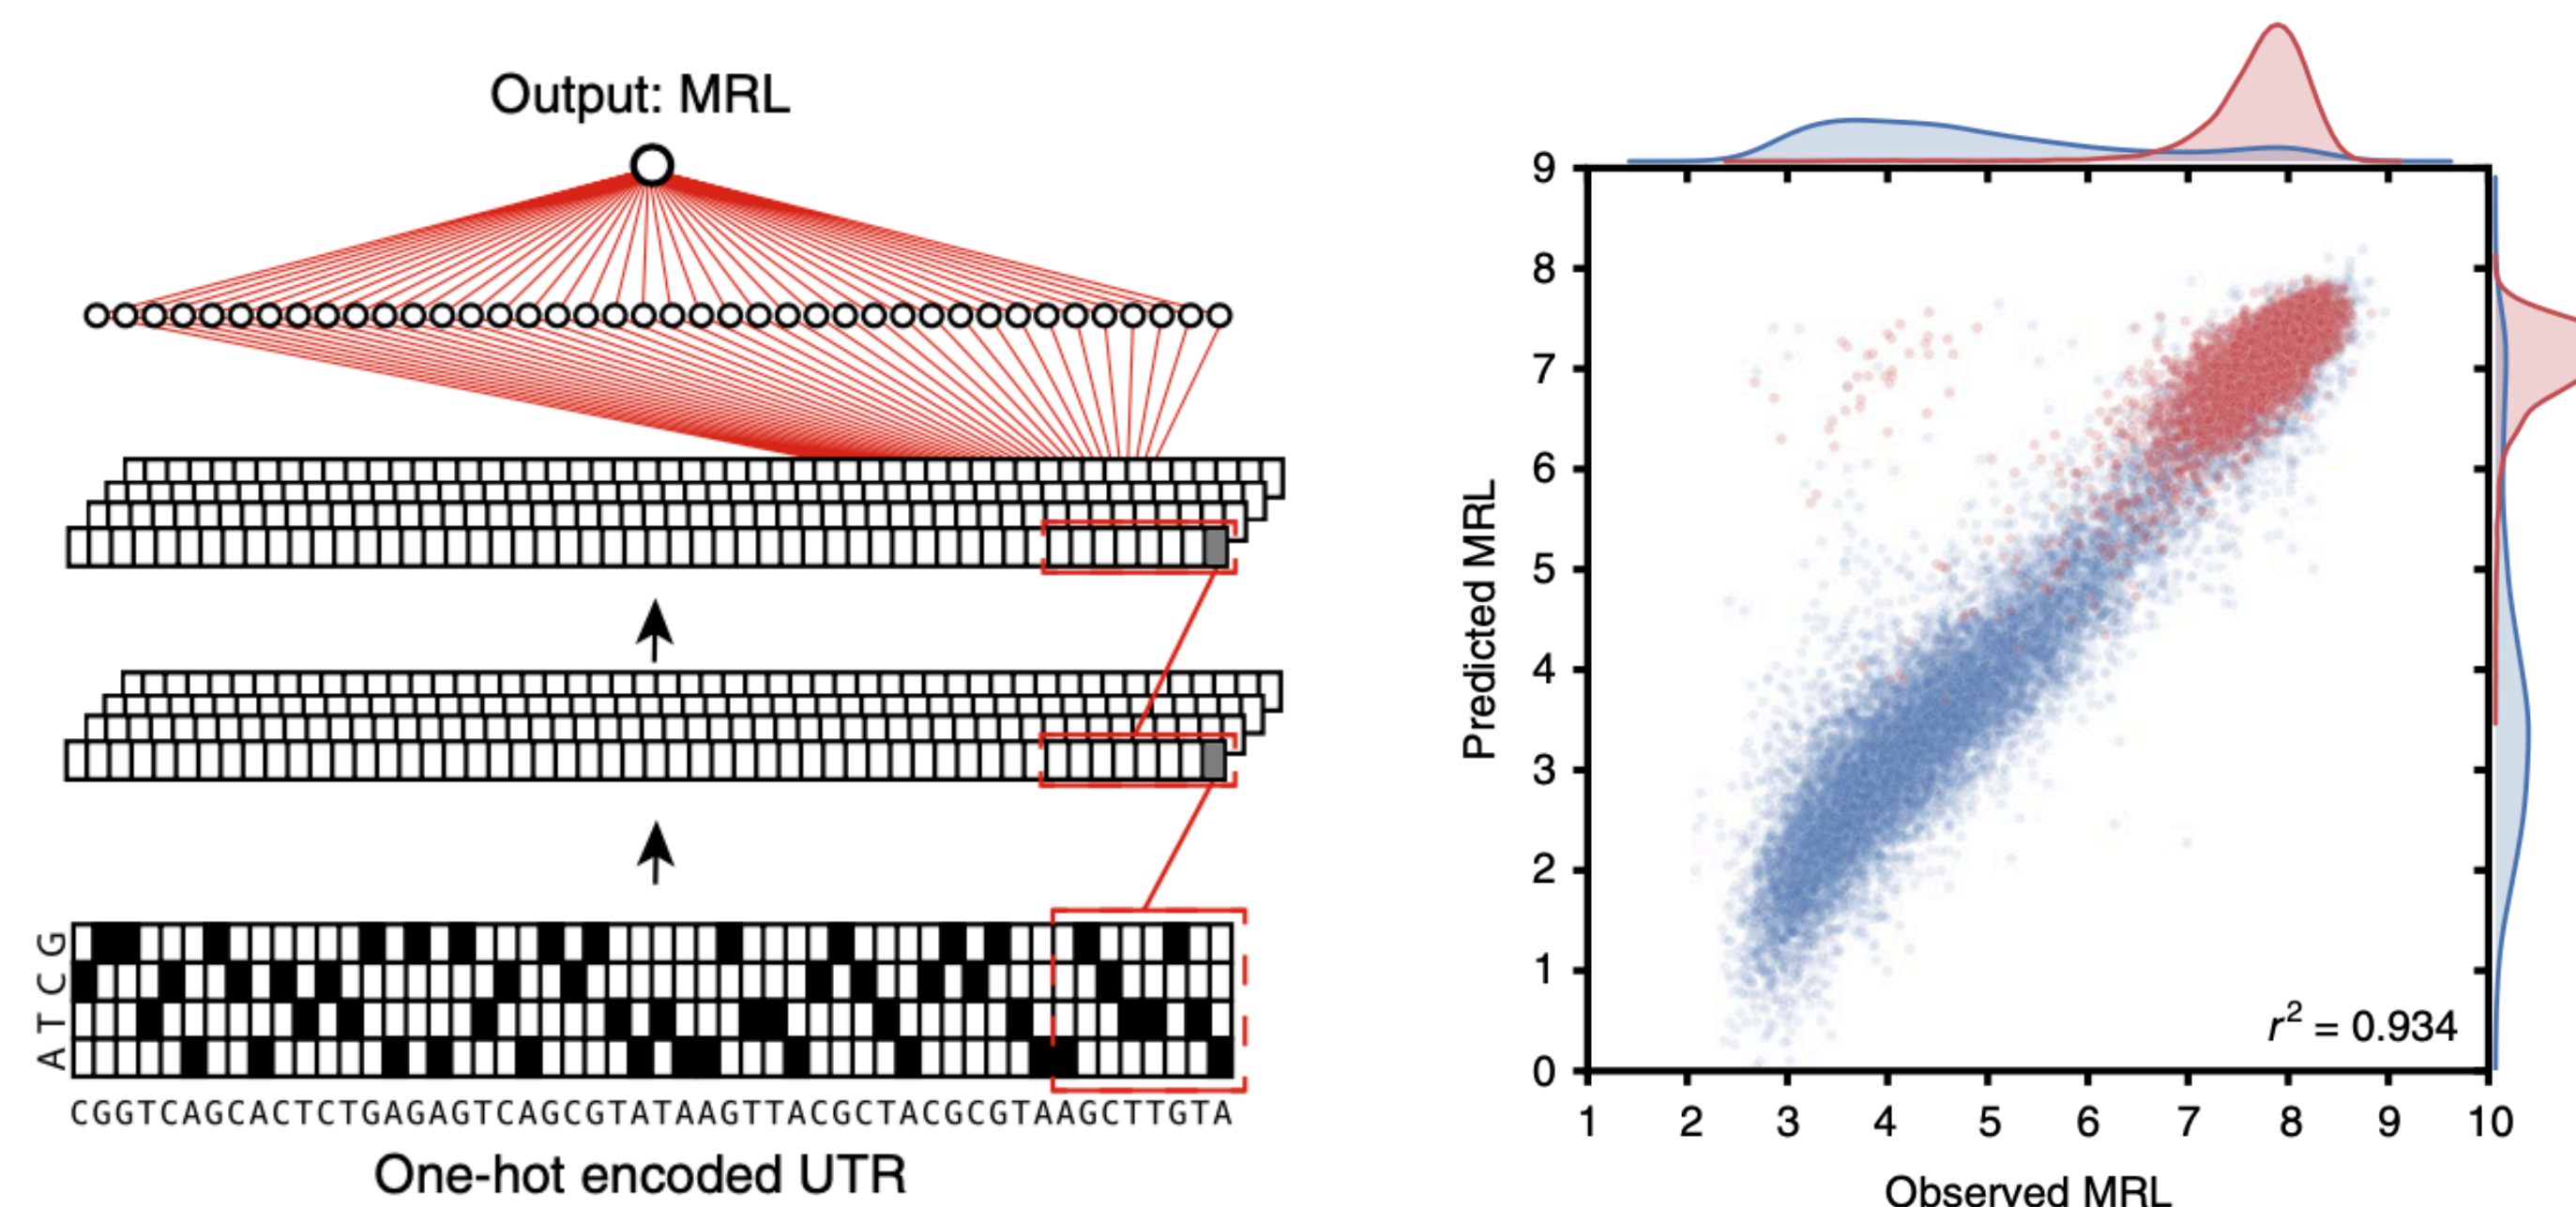 Output: MRL
G
C
T
A
CGGTCAGCACTCTGAGAGTCAGCGTATAAGTTACGCTACGCGTAAGCTTGTA
One-hot encoded UTR
Predicted MRL
9
8
7
6
5
4
3
2
1
0
r² = 0.934
1 2 3 4 5 6 7 8 9 10
Observed MRL